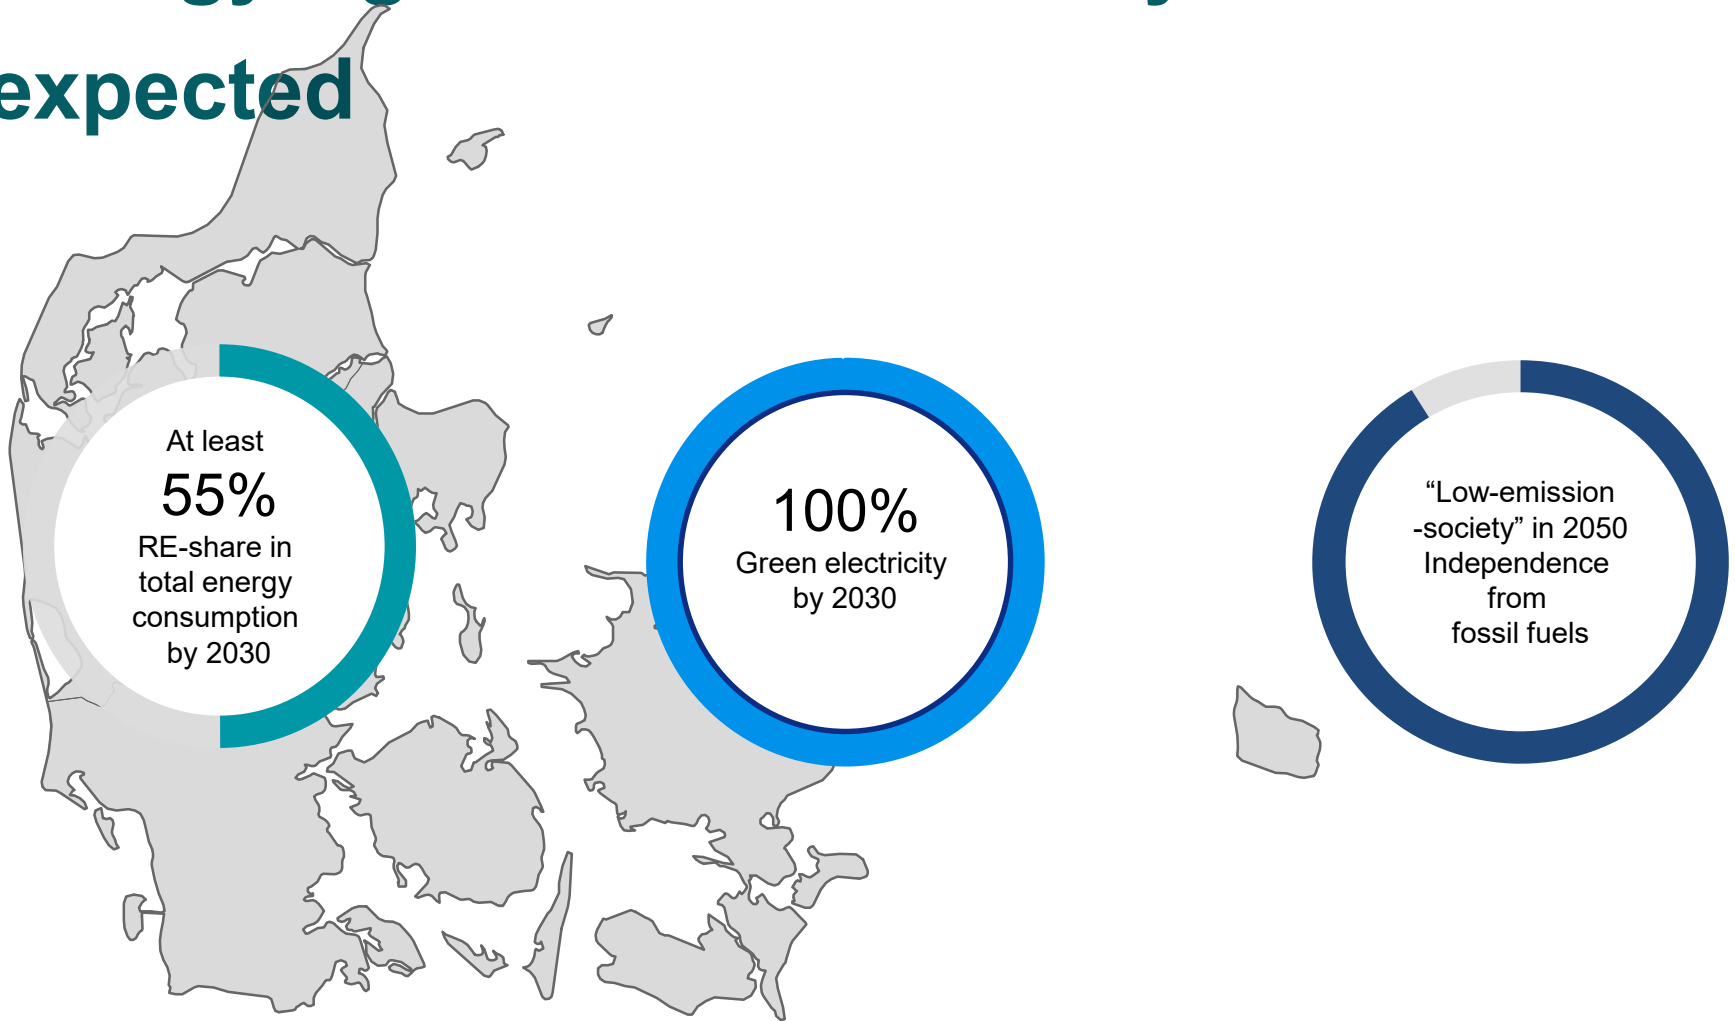 expected
At least
55%
RE-share in
total energy
consumption
by 2030
100%
Green electricity
by 2030
“Low-emission
-society” in 2050
Independence
from
fossil fuels